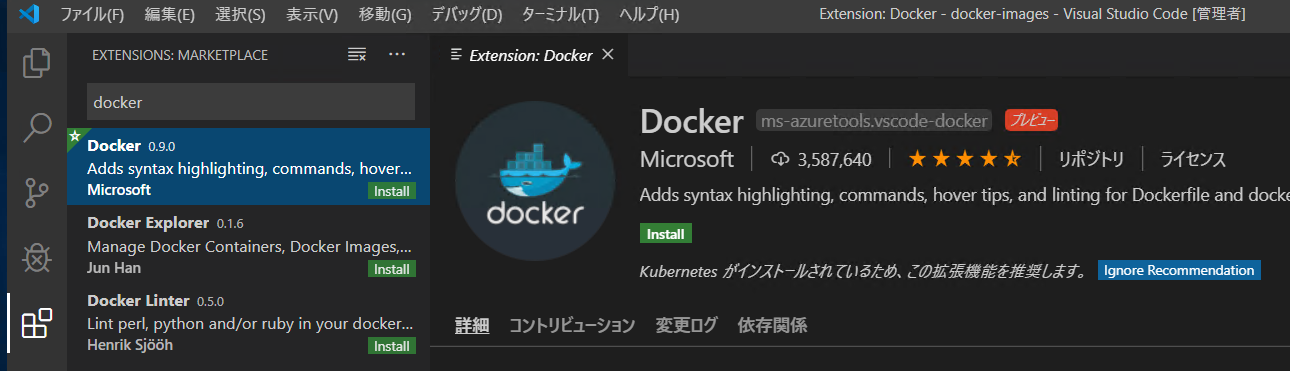 ファイル(F) 編集(E) 選択(S) 表示(V) 移動(G) デバッグ(D) ターミナル(T) ヘルプ(H) Extension: Docker - docker-images - Visual Studio Code [管理者]
EXTENSIONS: MARKETPLACE
docker
Docker 0.9.0
Adds syntax highlighting, commands, hover...
Microsoft Install
Docker Explorer 0.1.6
Manage Docker Containers, Docker Images,...
Jun Han Install
Docker Linter 0.5.0
Lint perl, python and/or ruby in your docker...
Henrik Sjööh Install
Extension: Docker
docker
Docker ms-azuretools.vscode-docker プレビュー
Microsoft 3,587,640 リポジトリ ライセンス
Adds syntax highlighting, commands, hover tips, and linting for Dockerfile and docke
Install
Kubernetes がインストールされているため、この拡張機能を推奨します。 Ignore Recommendation
詳細 コントリビューション 変更ログ 依存関係